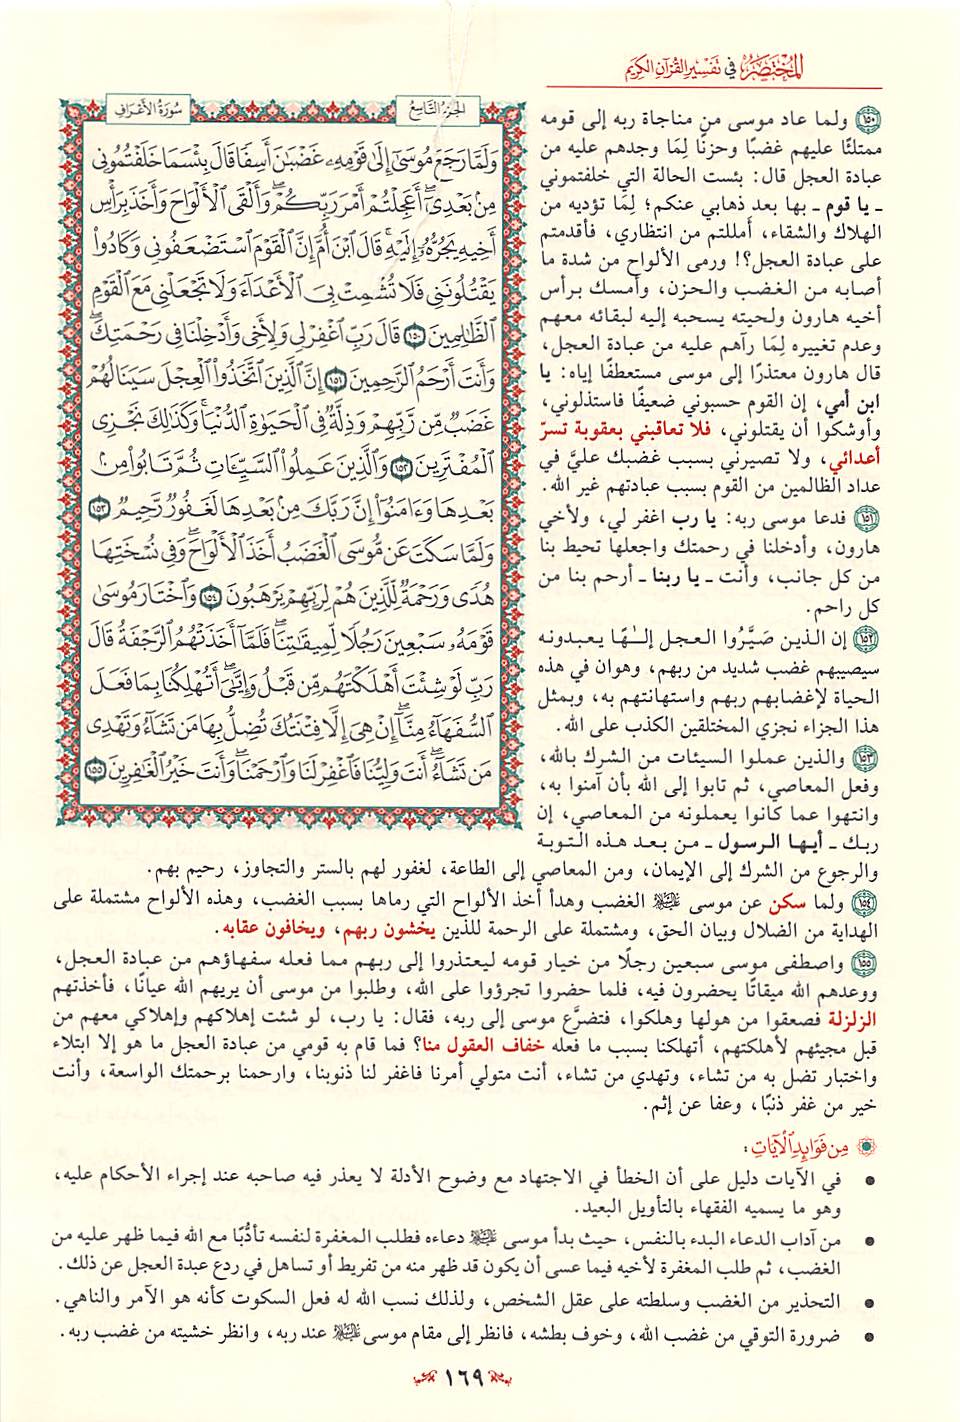 المختصر في تفسير القرآن الكريم
الجزء التاسع
سورة الأعراف
وَلَمَّا رَجَعَ مُوسَىٰٓ إِلَىٰ قَوْمِهِۦ غَضْبَٰنَ أَسِفًا قَالَ بِئْسَمَا خَلَفْتُمُونِي
مِنۢ بَعْدِيٓۖ أَعَجِلْتُمْ أَمْرَ رَبِّكُمْۖ وَأَلْقَى ٱلْأَلْوَاحَ وَأَخَذَ بِرَأْسِ
أَخِيهِ يَجُرُّهُۥٓ إِلَيْهِۚ قَالَ ٱبْنَ أُمَّ إِنَّ ٱلْقَوْمَ ٱسْتَضْعَفُونِي وَكَادُواْ
يَقْتُلُونَنِي فَلَا تُشْمِتْ بِيَ ٱلْأَعْدَآءَ وَلَا تَجْعَلْنِي مَعَ ٱلْقَوْمِ
ٱلظَّٰلِمِينَ ١٥٠ قَالَ رَبِّ ٱغْفِرْ لِي وَلِأَخِي وَأَدْخِلْنَا فِي رَحْمَتِكَۖ
وَأَنتَ أَرْحَمُ ٱلرَّٰحِمِينَ ١٥١ إِنَّ ٱلَّذِينَ ٱتَّخَذُواْ ٱلْعِجْلَ سَيَنَالُهُمْ
غَضَبٌ مِّن رَّبِّهِمْ وَذِلَّةٌ فِي ٱلْحَيَوٰةِ ٱلدُّنْيَاۚ وَكَذَٰلِكَ نَجْزِي
ٱلْمُفْتَرِينَ ١٥٢ وَٱلَّذِينَ عَمِلُواْ ٱلسَّيِّـَٔاتِ ثُمَّ تَابُواْ مِنۢ
بَعْدِهَا وَءَامَنُوٓاْ إِنَّ رَبَّكَ مِنۢ بَعْدِهَا لَغَفُورٌ رَّحِيمٌ ١٥٣
وَلَمَّا سَكَتَ عَن مُّوسَى ٱلْغَضَبُ أَخَذَ ٱلْأَلْوَاحَۖ وَفِي نُسْخَتِهَا
هُدًى وَرَحْمَةٌ لِّلَّذِينَ هُمْ لِرَبِّهِمْ يَرْهَبُونَ ١٥٤ وَٱخْتَارَ مُوسَىٰ
قَوْمَهُۥ سَبْعِينَ رَجُلًا لِّمِيقَٰتِنَاۖ فَلَمَّآ أَخَذَتْهُمُ ٱلرَّجْفَةُ قَالَ
رَبِّ لَوْ شِئْتَ أَهْلَكْتَهُم مِّن قَبْلُ وَإِيَّٰيَۖ أَتُهْلِكُنَا بِمَا فَعَلَ
ٱلسُّفَهَآءُ مِنَّآۖ إِنْ هِيَ إِلَّا فِتْنَتُكَ تُضِلُّ بِهَا مَن تَشَآءُ وَتَهْدِي
مَن تَشَآءُۖ أَنتَ وَلِيُّنَا فَٱغْفِرْ لَنَا وَٱرْحَمْنَاۖ وَأَنتَ خَيْرُ ٱلْغَٰفِرِينَ ١٥٥
١٥٠ ولما عاد موسى من مناجاة ربه إلى قومه
ممتلئًا عليهم غضبًا وحزنًا لِمَا وجدهم عليه من
عبادة العجل قال: بئست الحالة التي خلفتموني
ـ يا قوم ـ بها بعد ذهابي عنكم؛ لِمَا تؤديه من
الهلاك والشقاء، أمللتم من انتظاري، فأقدمتم
على عبادة العجل؟! ورمى الألواح من شدة ما
أصابه من الغضب والحزن، وأمسك برأس
أخيه هارون ولحيته يسحبه إليه لبقائه معهم
وعدم تغييره لِمَا رآهم عليه من عبادة العجل،
قال هارون معتذرًا إلى موسى مستعطفًا إياه: يا
ابن أمي، إن القوم حسبوني ضعيفًا فاستذلوني،
وأوشكوا أن يقتلوني، فلا تعاقبني بعقوبة تسرّ
أعدائي، ولا تصيرني بسبب غضبك عليَّ في
عداد الظالمين من القوم بسبب عبادتهم غير الله.
١٥١ فدعا موسى ربه: يا رب اغفر لي، ولأخي
هارون، وأدخلنا في رحمتك واجعلها تحيط بنا
من كل جانب، وأنت ـ يا ربنا ـ أرحم بنا من
كل راحم.
١٥٢ إن الذين صَيَّرُوا العجل إلـٰهًا يعبدونه
سيصيبهم غضب شديد من ربهم، وهوان في هذه
الحياة لإغضابهم ربهم واستهانتهم به، وبمثل
هذا الجزاء نجزي المختلقين الكذب على الله.
١٥٣ والذين عملوا السيئات من الشرك بالله،
وفعل المعاصي، ثم تابوا إلى الله بأن آمنوا به،
وانتهوا عما كانوا يعملونه من المعاصي، إن
ربك ـ أيها الرسول ـ من بعد هذه التوبة
والرجوع من الشرك إلى الإيمان، ومن المعاصي إلى الطاعة، لغفور لهم بالستر والتجاوز، رحيم بهم.
١٥٤ ولما سكن عن موسى عليه السلام الغضب وهدأ أخذ الألواح التي رماها بسبب الغضب، وهذه الألواح مشتملة على
الهداية من الضلال وبيان الحق، ومشتملة على الرحمة للذين يخشون ربهم، ويخافون عقابه.
١٥٥ واصطفى موسى سبعين رجلًا من خيار قومه ليعتذروا إلى ربهم مما فعله سفهاؤهم من عبادة العجل،
ووعدهم الله ميقاتًا يحضرون فيه، فلما حضروا تجرؤوا على الله، وطلبوا من موسى أن يريهم الله عيانًا، فأخذتهم
الزلزلة فصعقوا من هولها وهلكوا، فتضرَّع موسى إلى ربه، فقال: يا رب، لو شئت إهلاكهم وإهلاكي معهم من
قبل مجيئهم لأهلكتهم، أتهلكنا بسبب ما فعله خفاف العقول منا؟ فما قام به قومي من عبادة العجل ما هو إلا ابتلاء
واختبار تضل به من تشاء، وتهدي من تشاء، أنت متولي أمرنا فاغفر لنا ذنوبنا، وارحمنا برحمتك الواسعة، وأنت
خير من غفر ذنبًا، وعفا عن إثم.
من فوائد الآيات:
• في الآيات دليل على أن الخطأ في الاجتهاد مع وضوح الأدلة لا يعذر فيه صاحبه عند إجراء الأحكام عليه،
وهو ما يسميه الفقهاء بالتأويل البعيد.
• من آداب الدعاء البدء بالنفس، حيث بدأ موسى عليه السلام دعاءه فطلب المغفرة لنفسه تأدُّبًا مع الله فيما ظهر عليه من
الغضب، ثم طلب المغفرة لأخيه فيما عسى أن يكون قد ظهر منه من تفريط أو تساهل في ردع عبدة العجل عن ذلك.
• التحذير من الغضب وسلطته على عقل الشخص، ولذلك نسب الله له فعل السكوت كأنه هو الآمر والناهي.
• ضرورة التوقي من غضب الله، وخوف بطشه، فانظر إلى مقام موسى عليه السلام عند ربه، وانظر خشيته من غضب ربه.
١٦٩